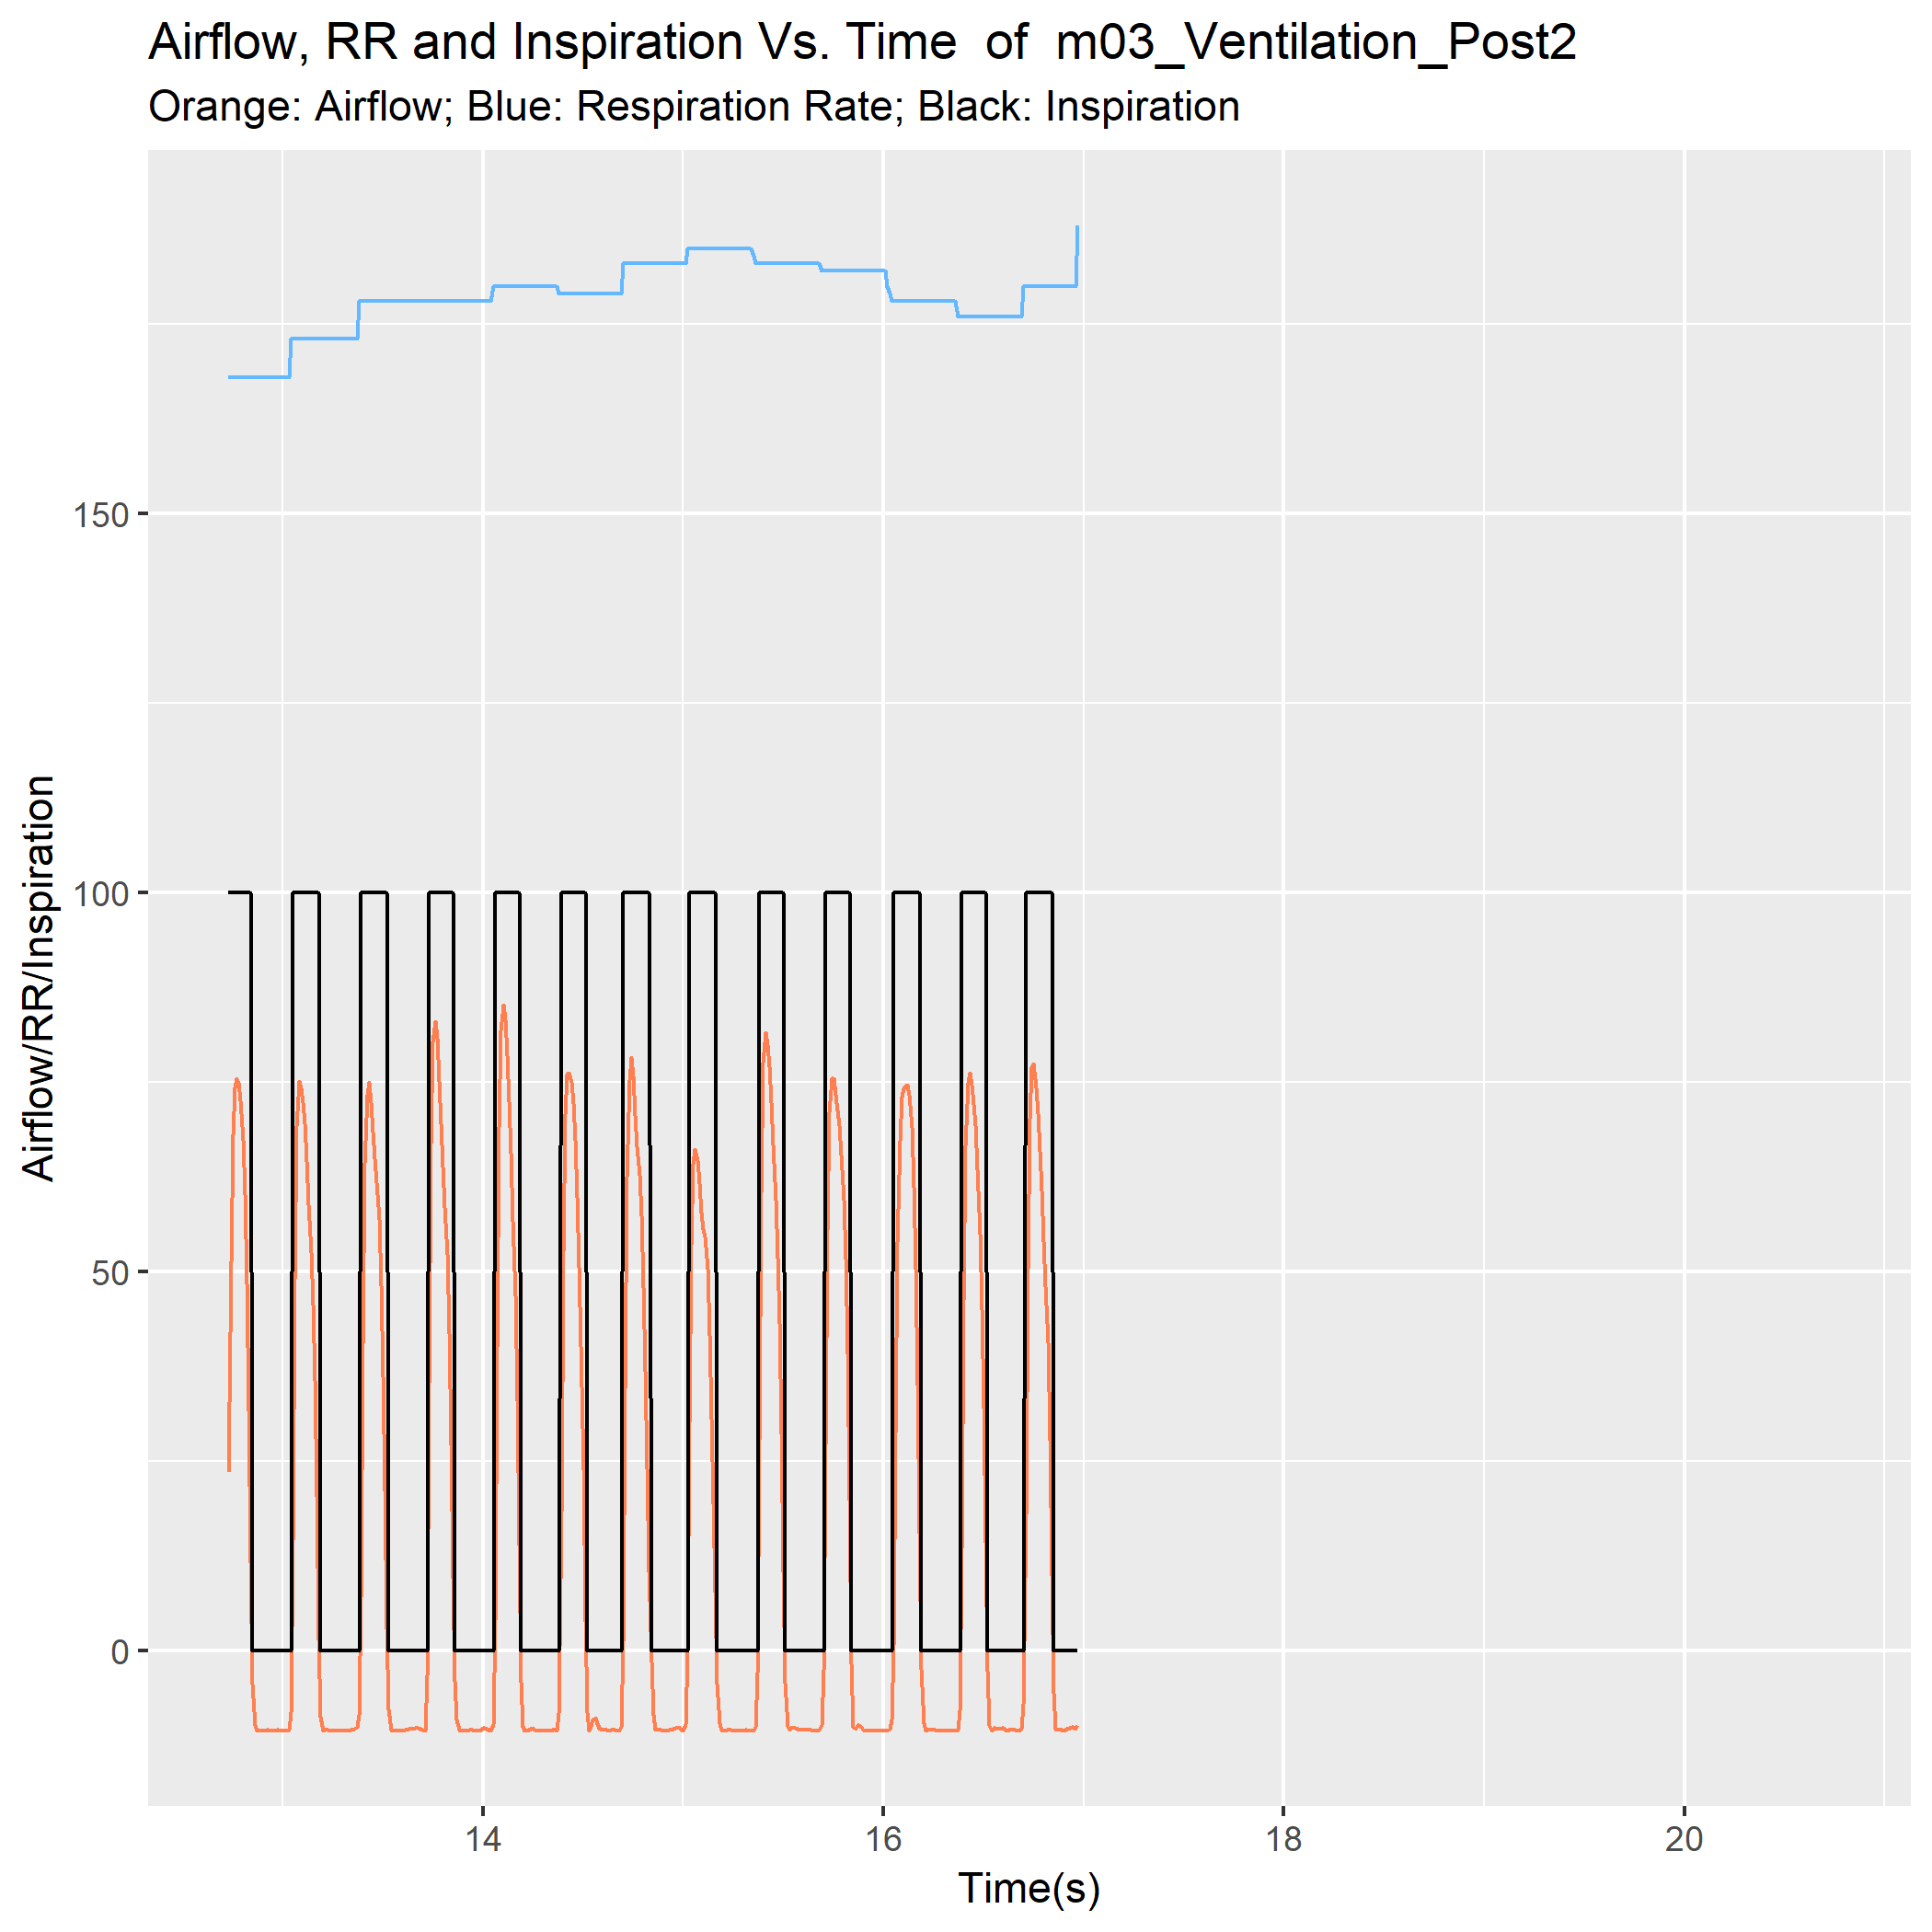 Airflow, RR and Inspiration Vs. Time  of  m03_Ventilation_Post2
Orange: Airflow; Blue: Respiration Rate; Black: Inspiration
150
100
50
0
Airflow/RR/Inspiration
14 16 18 20
Time(s)